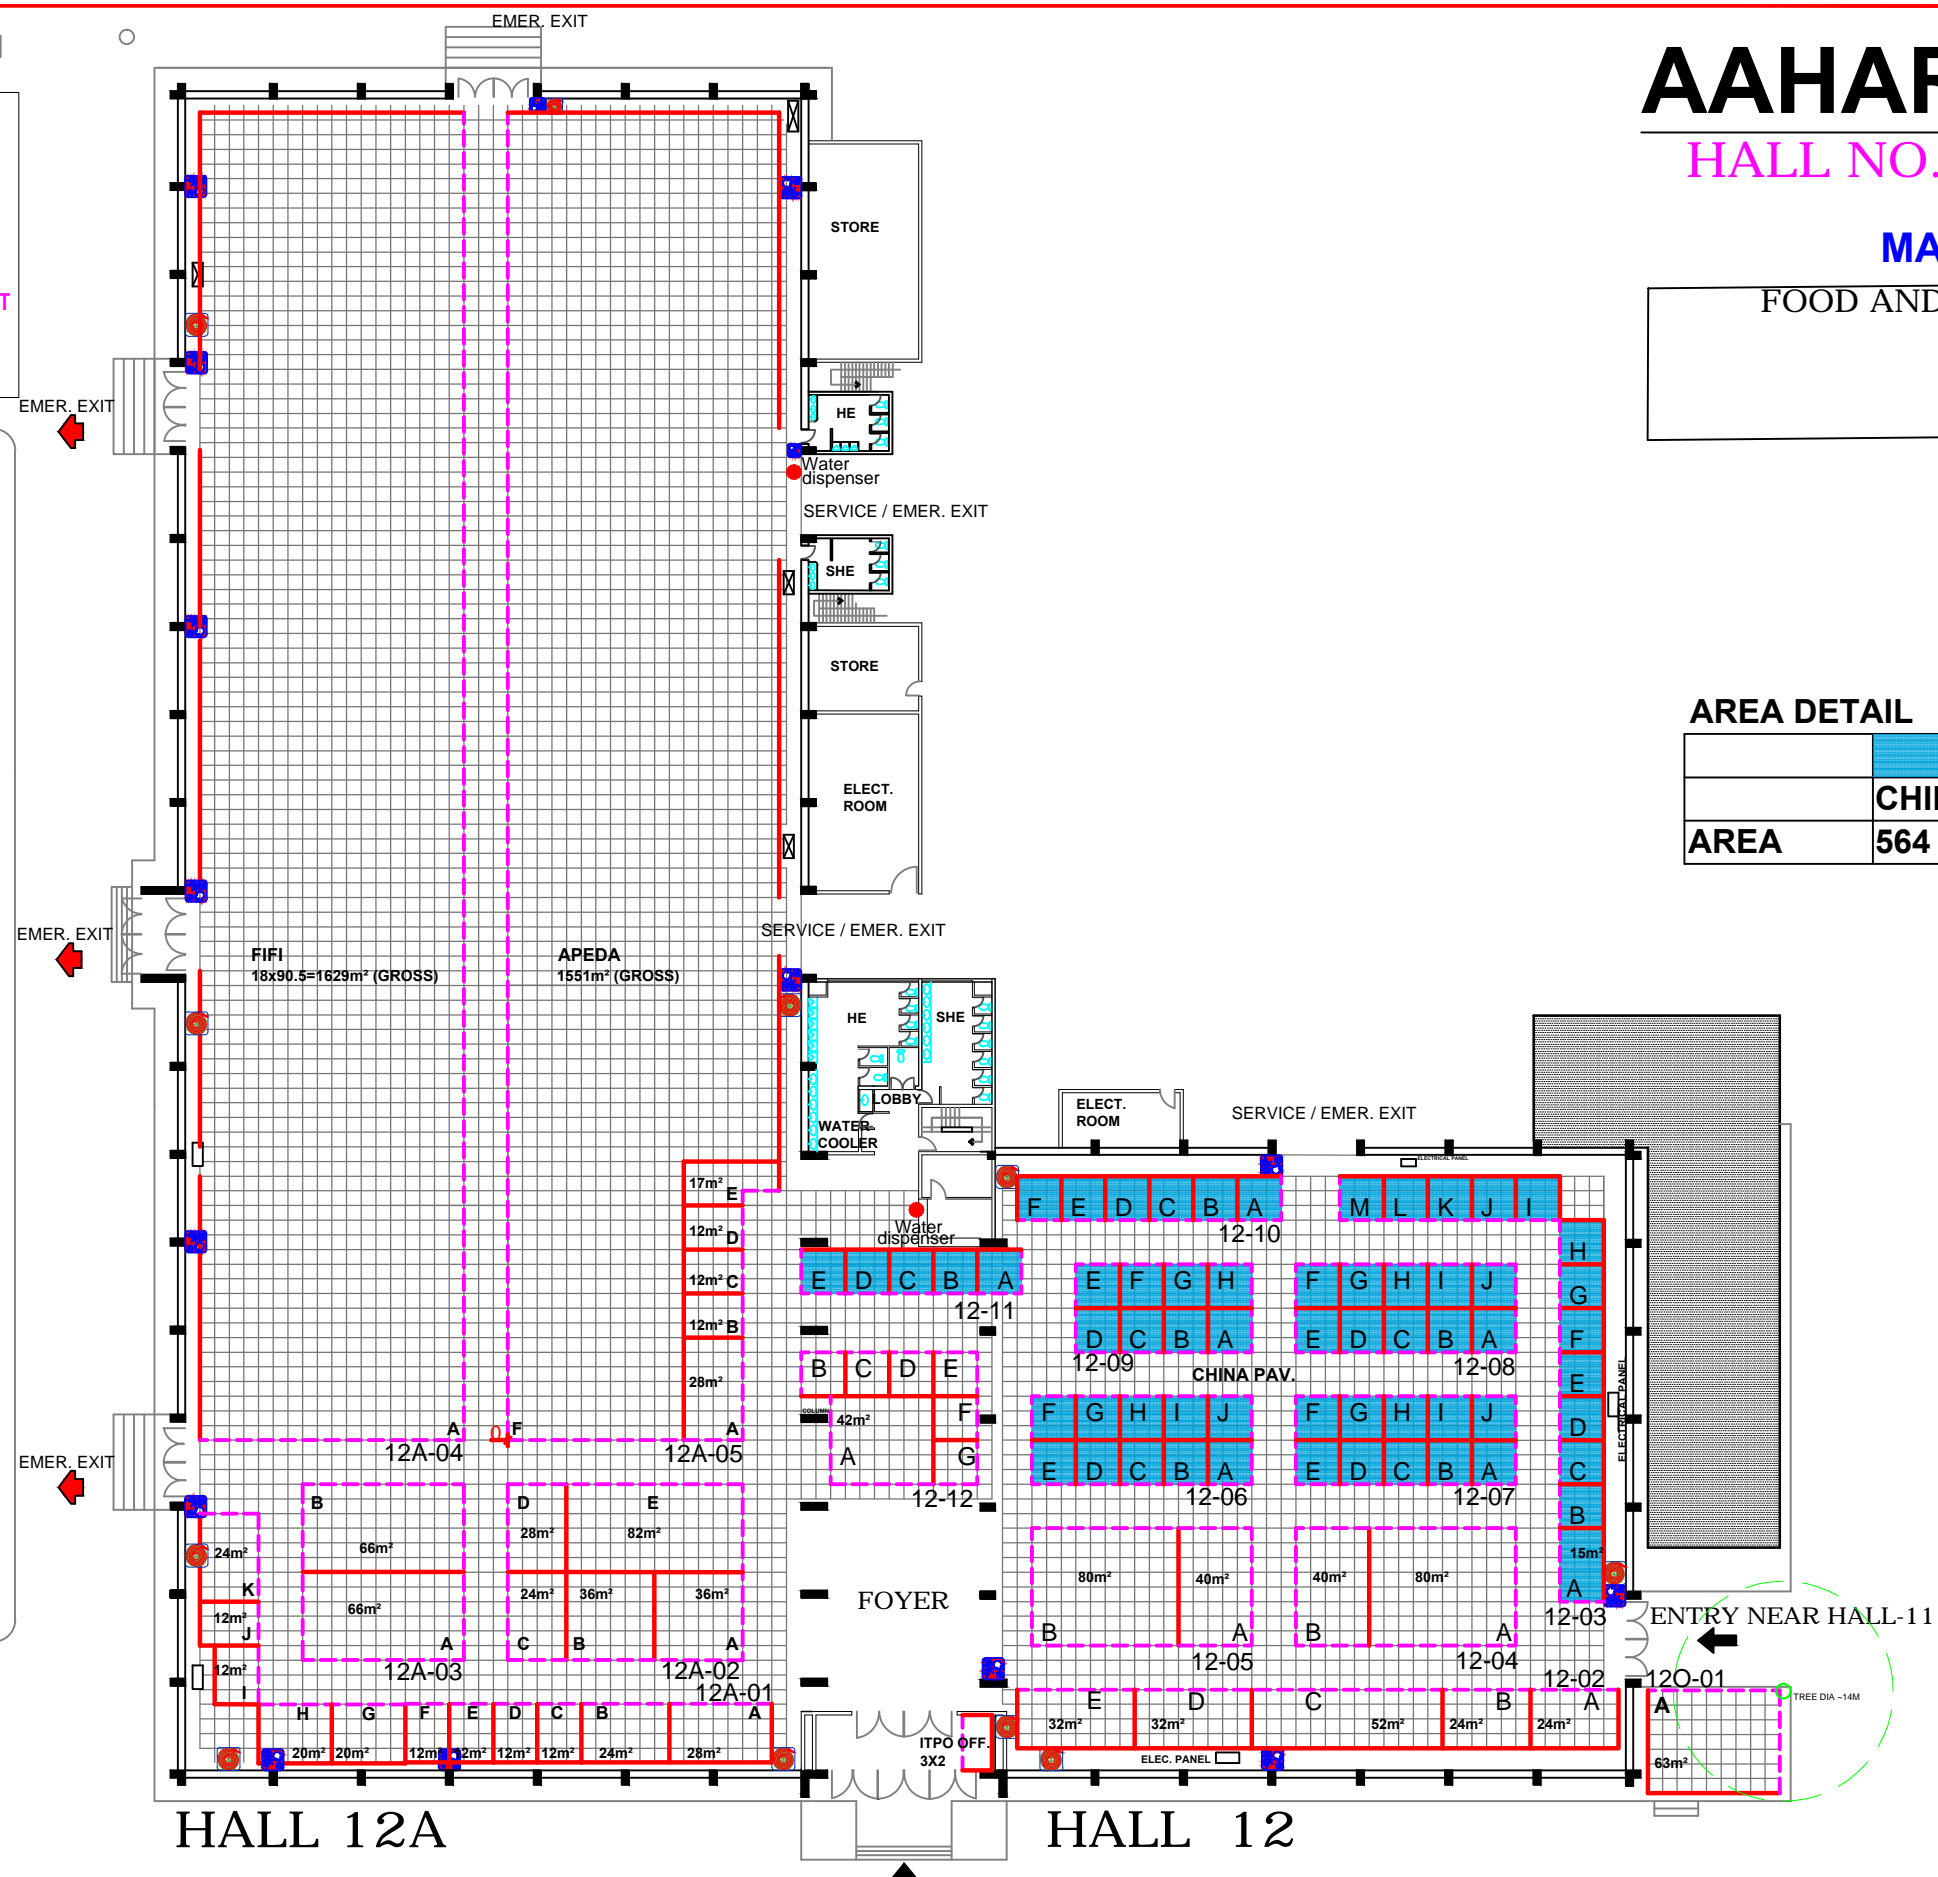 EMER. EXIT
AAHAR
HALL NO.
MA
FOOD AND
T
STORE
EMER. EXIT
HE
Water
dispenser
SERVICE / EMER. EXIT
SHE
STORE
ELECT.
ROOM
AREA DETAIL
CHI
AREA 564
EMER. EXIT
SERVICE / EMER. EXIT
FIFI
18x90.5=1629m² (GROSS)
APEDA
1551m² (GROSS)
HE
SHE
LOBBY
WATER
COOLER
ELECT.
ROOM
SERVICE / EMER. EXIT
ELECTRICAL PANEL
17m² E
12m² D
12m² C
12m² B
28m²
A
12A-05
F
A
12A-04
04
Water
dispenser
F E D C B A
12-10
M L K J I
H
G
F
E
D
C
B
15m²
A
12-03
ELECTRICAL PANEL
E D C B A
12-11
E F G H
D C B A
12-09
F G H I J
E D C B A
12-08
CHINA PAV.
B C D E
COLUMN
42m²
F
A
G
12-12
F G H I J
E D C B A
12-06
F G H I J
E D C B A
12-07
EMER. EXIT
B
66m²
66m²
A
12A-03
D
28m²
E
82m²
24m²
C
36m²
B
36m²
A
12A-02
24m²
K
12m²
J
12m²
I
FOYER
80m²
B
40m²
A
12-05
40m²
B
80m²
A
12-04
ENTRY NEAR HALL-11
12A-01
H G F E D C B A
20m² 20m² 12m² 2m² 12m² 12m² 24m² 28m²
ITPO OFF.
3X2
12-02
E D C B A
32m² 32m² 52m² 24m² 24m²
ELEC. PANEL
12O-01
A
63m²
TREE DIA ~14M
HALL 12A
HALL 12